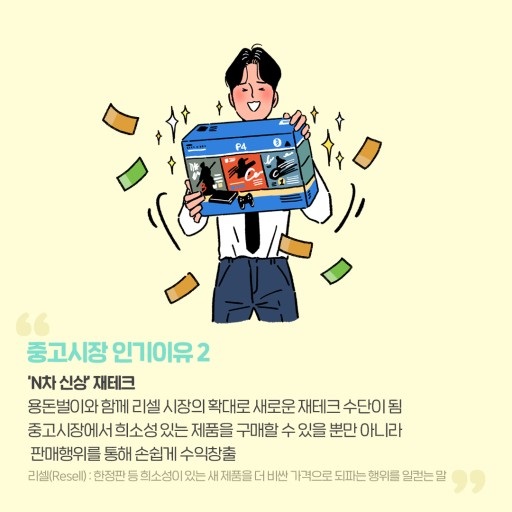 P4
중고시장 인기이유 2
'N차 신상' 재테크
용돈벌이와 함께 리셀 시장의 확대로 새로운 재테크 수단이 됨
중고시장에서 희소성 있는 제품을 구매할 수 있을 뿐만 아니라
판매행위를 통해 손쉽게 수익창출
리셀(Resell) : 한정판 등 희소성이 있는 새 제품을 더 비싼 가격으로 되파는 행위를 일컫는 말